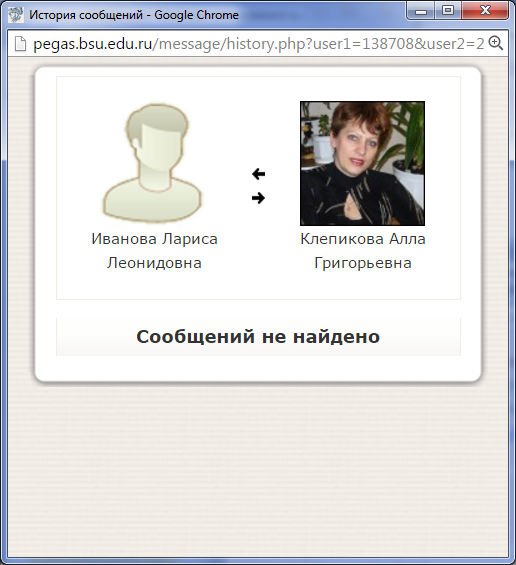 История сообщений - Google Chrome
pegas.bsu.edu.ru/message/history.php?user1=138708&user2=2
Иванова Лариса
Леонидовна
Клепикова Алла
Григорьевна
Сообщений не найдено